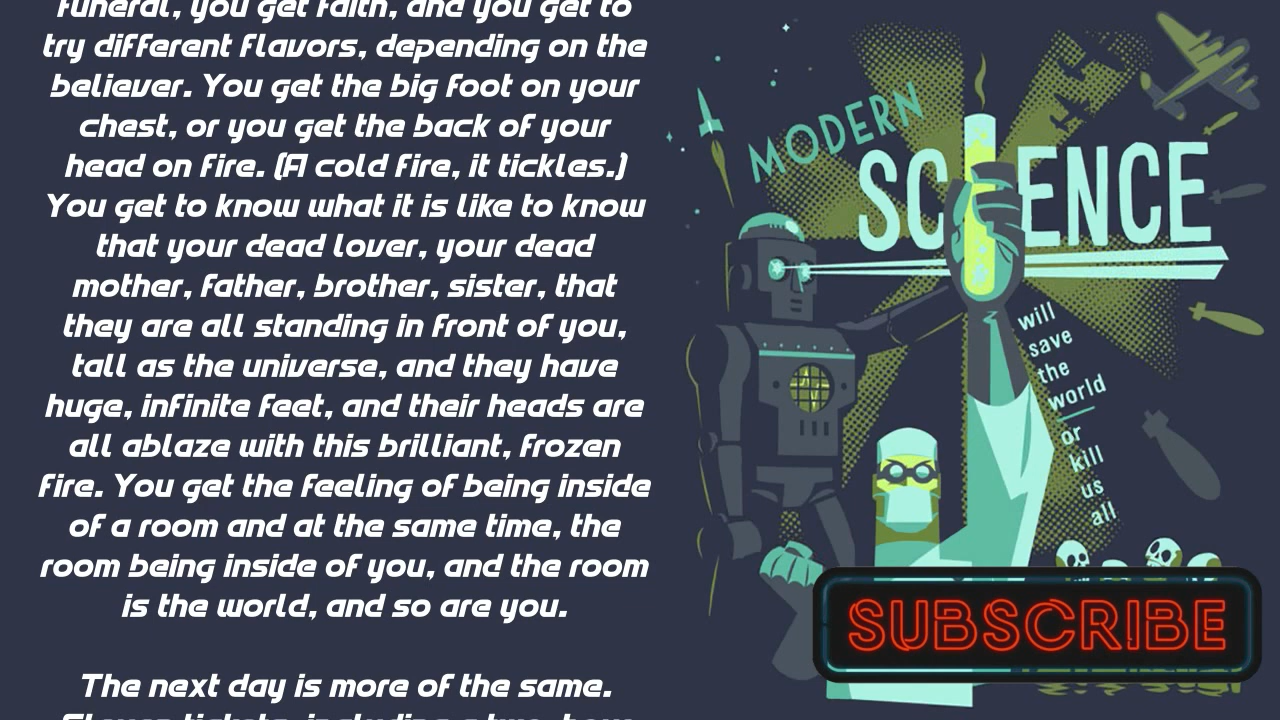 funeral, you get faith, and you get to
try different flavors, depending on the
believer. You get the big foot on your
chest, or you get the back of your
head on fire. (A cold fire, it tickles.)
You get to know what it is like to know
that your dead lover, your dead
mother, father, brother, sister, that
they are all standing in front of you,
tall as the universe, and they have
huge, infinite feet, and their heads are
all ablaze with this brilliant, frozen
fire. You get the feeling of being inside
of a room and at the same time, the
room being inside of you, and the room
is the world, and so are you.
The next day is more of the same.
Eleven tickets, including a two-hour
MODERN
SCIENCE
will
save
the
world
or
kill
us
all
SUBSCRIBE